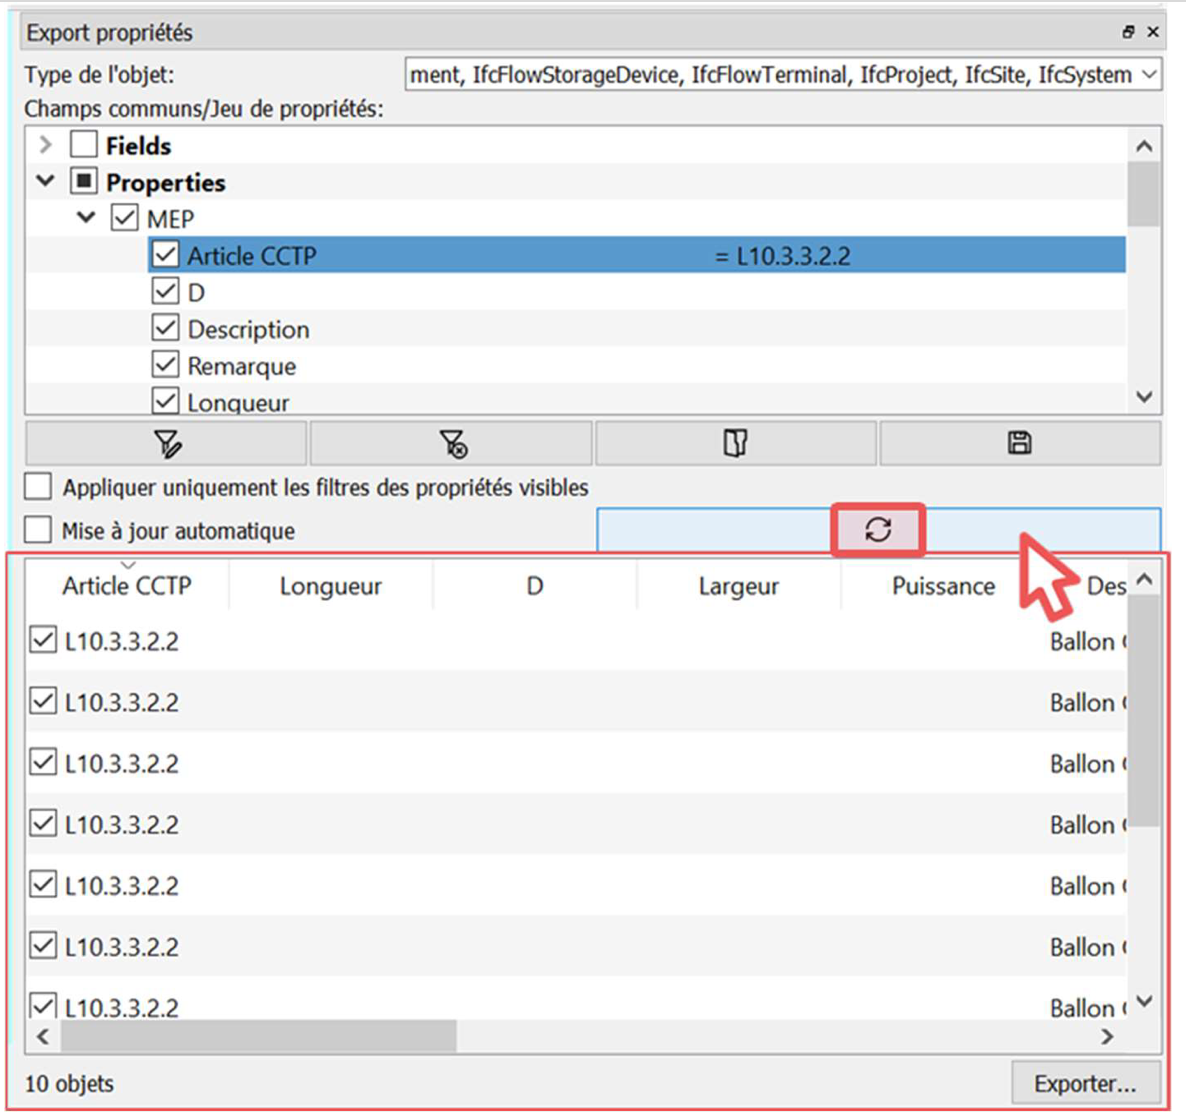 Export propriétés
Type de l'objet: ment, IfcFlowStorageDevice, IfcFlowTerminal, IfcProject, IfcSite, IfcSystem
Champs communs/Jeu de propriétés:
Fields
Properties
MEP
Article CCTP = L10.3.3.2.2
D
Description
Remarque
Longueur
Appliquer uniquement les filtres des propriétés visibles
Mise à jour automatique
Article CCTP Longueur D Largeur Puissance Des
L10.3.3.2.2 Ballon
L10.3.3.2.2 Ballon
L10.3.3.2.2 Ballon
L10.3.3.2.2 Ballon
L10.3.3.2.2 Ballon
L10.3.3.2.2 Ballon
L10.3.3.2.2 Ballon
10 objets Exporter...